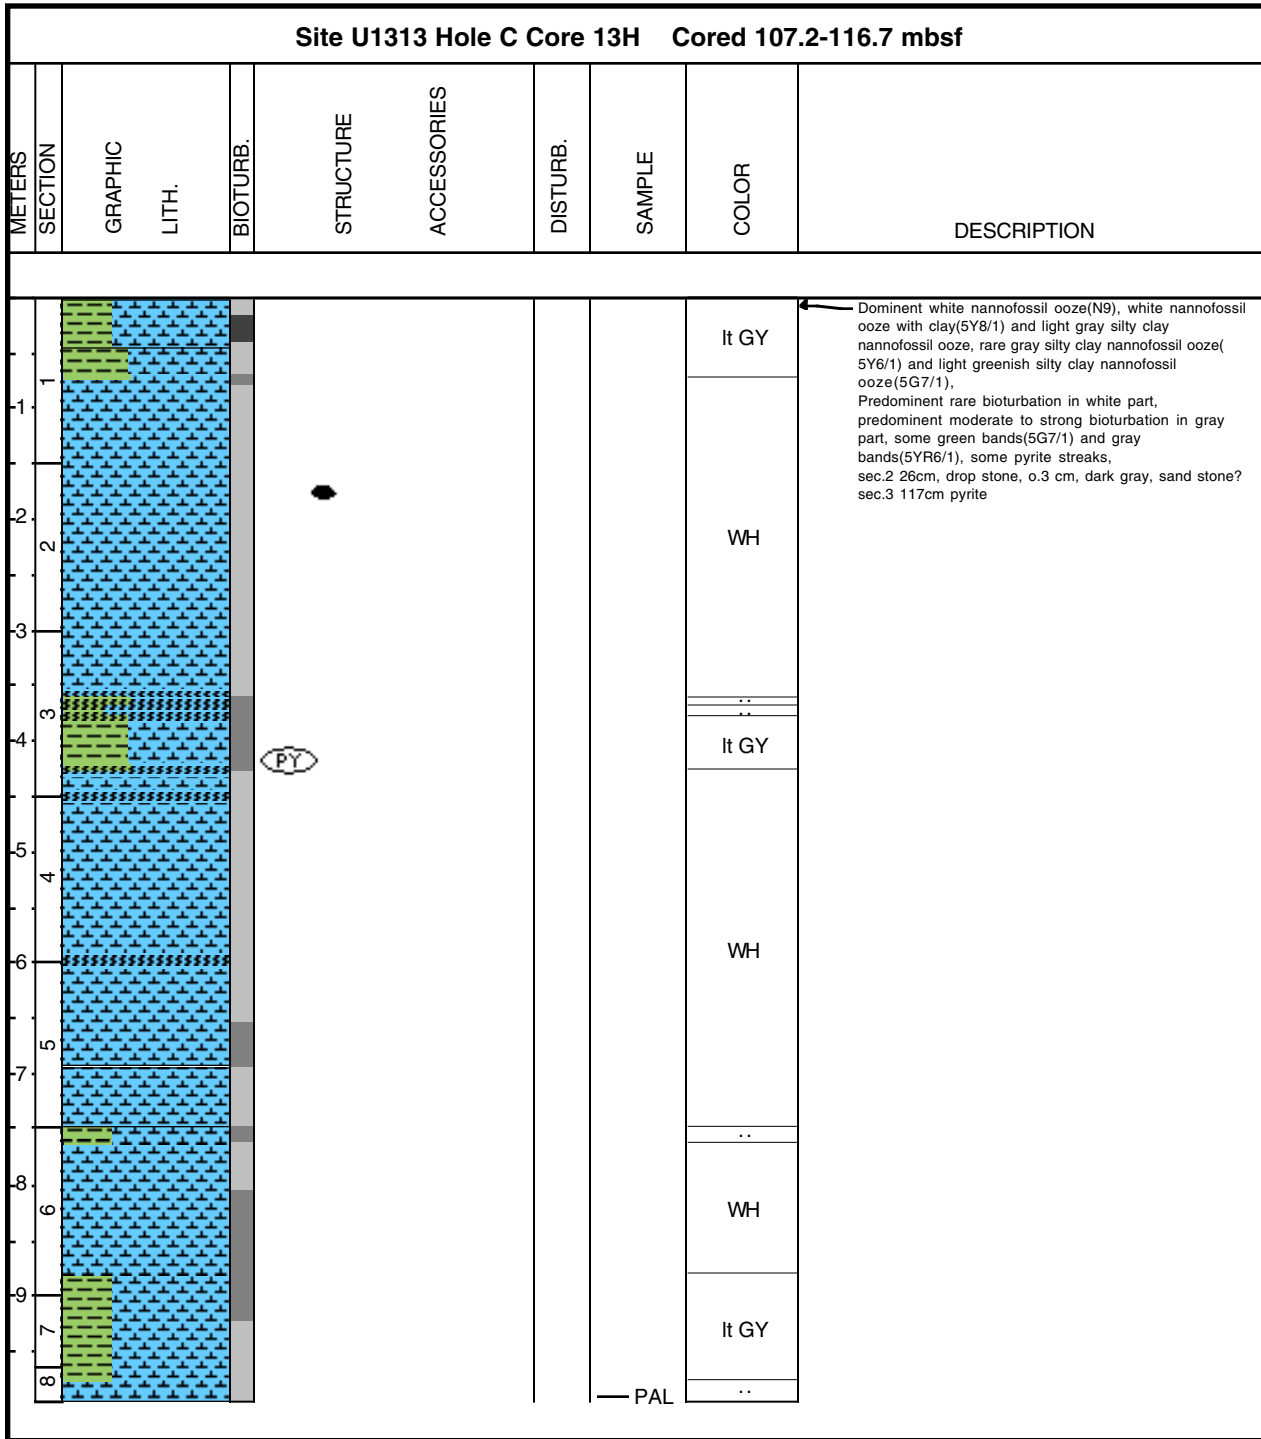 Site U1313 Hole C Core 13H Cored 107.2-116.7 mbsf
METERS
SECTION
GRAPHIC
LITH.
BIOTURB.
STRUCTURE
ACCESSORIES
DISTURB.
SAMPLE
COLOR
DESCRIPTION
Dominent white nannofossil ooze(N9), white nannofossil
ooze with clay(5Y8/1) and light gray silty clay
nannofossil ooze, rare gray silty clay nannofossil ooze(
5Y6/1) and light greenish silty clay nannofossil
ooze(5G7/1),
Predominent rare bioturbation in white part,
predominent moderate to strong bioturbation in gray
part, some green bands(5G7/1) and gray
bands(5YR6/1), some pyrite streaks,
sec.2 26cm, drop stone, o.3 cm, dark gray, sand stone?
sec.3 117cm pyrite
lt GY
1
1
2
2
WH
3
3
4
lt GY
PY
5
4
6
WH
5
7
8
6
WH
9
7
lt GY
8
PAL